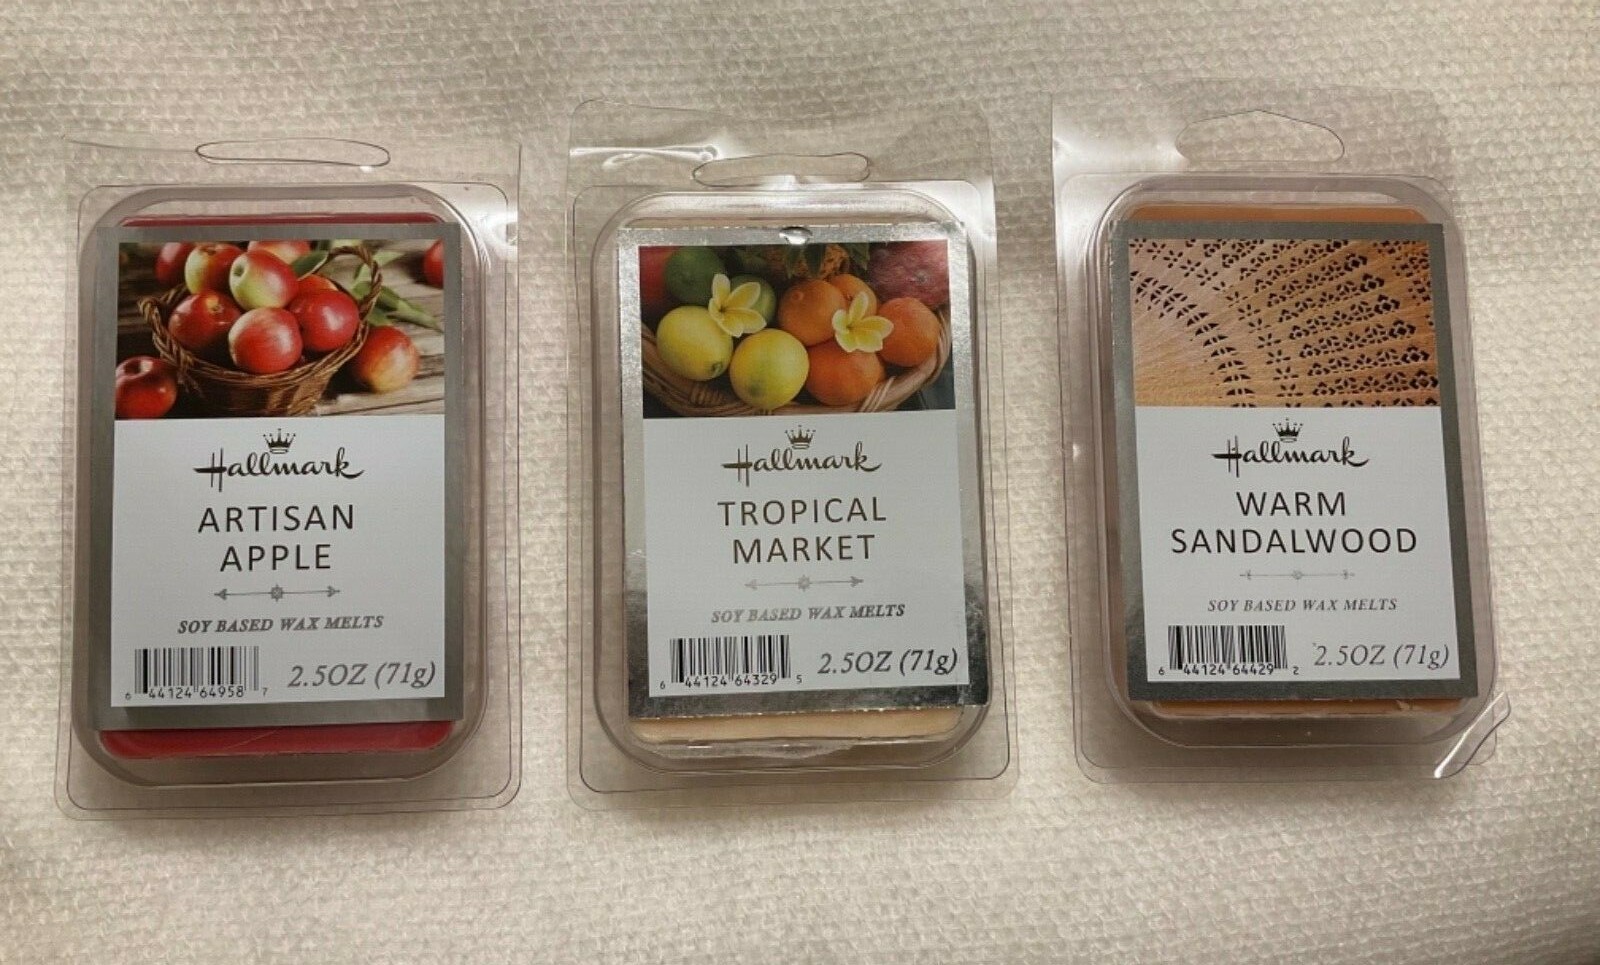 Hallmark
ARTISAN
APPLE
SOY BASED WAX MELTS
2.5OZ (71g)
6 44124 64958 7
Hallmark
TROPICAL
MARKET
SOY BASED WAX MELTS
2.5OZ (71g)
6 44124 64329 5
Hallmark
WARM
SANDALWOOD
SOY BASED WAX MELTS
2.5OZ (71g)
6 44124 64429 2